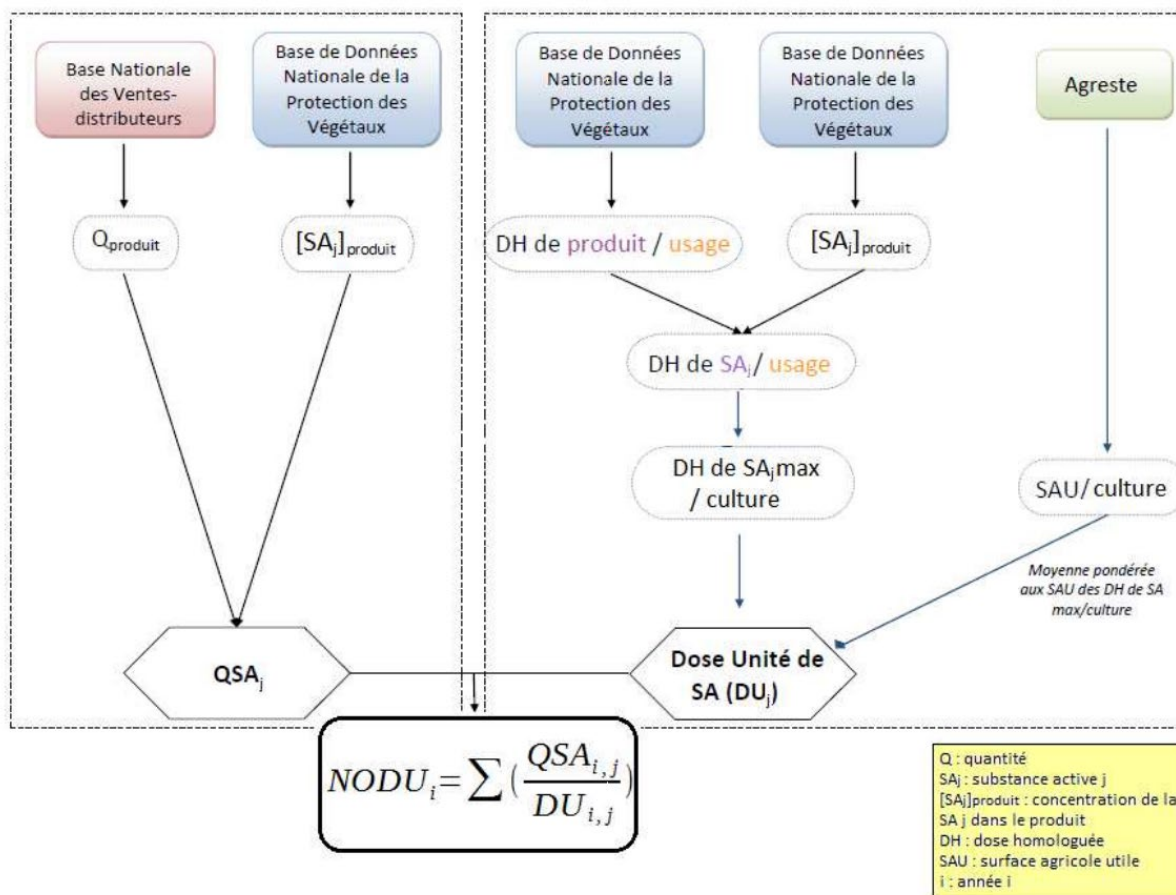 Base Nationale
des Ventes-
distributeurs
Base de Données
Nationale de la
Protection des
Végétaux
Base de Données
Nationale de la
Protection des
Végétaux
Base de Données
Nationale de la
Protection des
Végétaux
Agreste
Qproduit
[SAj]produit
DH de produit / usage
[SAj]produit
DH de SAj/ usage
DH de SAjmax
/ culture
SAU/ culture
Moyenne pondérée
aux SAU des DH de SA
max/culture
QSAj
Dose Unité de
SA (DUj)
NODUi=∑(QSAi,j/DUi,j)
Q : quantité
SAj : substance active j
[SAj]produit : concentration de la
SA j dans le produit
DH : dose homologuée
SAU : surface agricole utile
i : année i